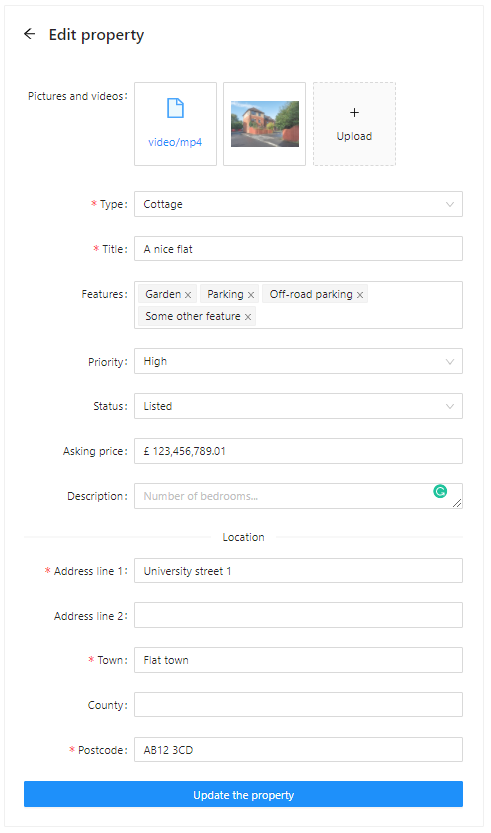 Edit property
Pictures and videos:
video/mp4
+
Upload
* Type: Cottage
* Title: A nice flat
Features: Garden × Parking × Off-road parking ×
Some other feature ×
Priority: High
Status: Listed
Asking price: £ 123,456,789.01
Description: Number of bedrooms...
Location
* Address line 1: University street 1
Address line 2:
* Town: Flat town
County:
* Postcode: AB12 3CD
Update the property